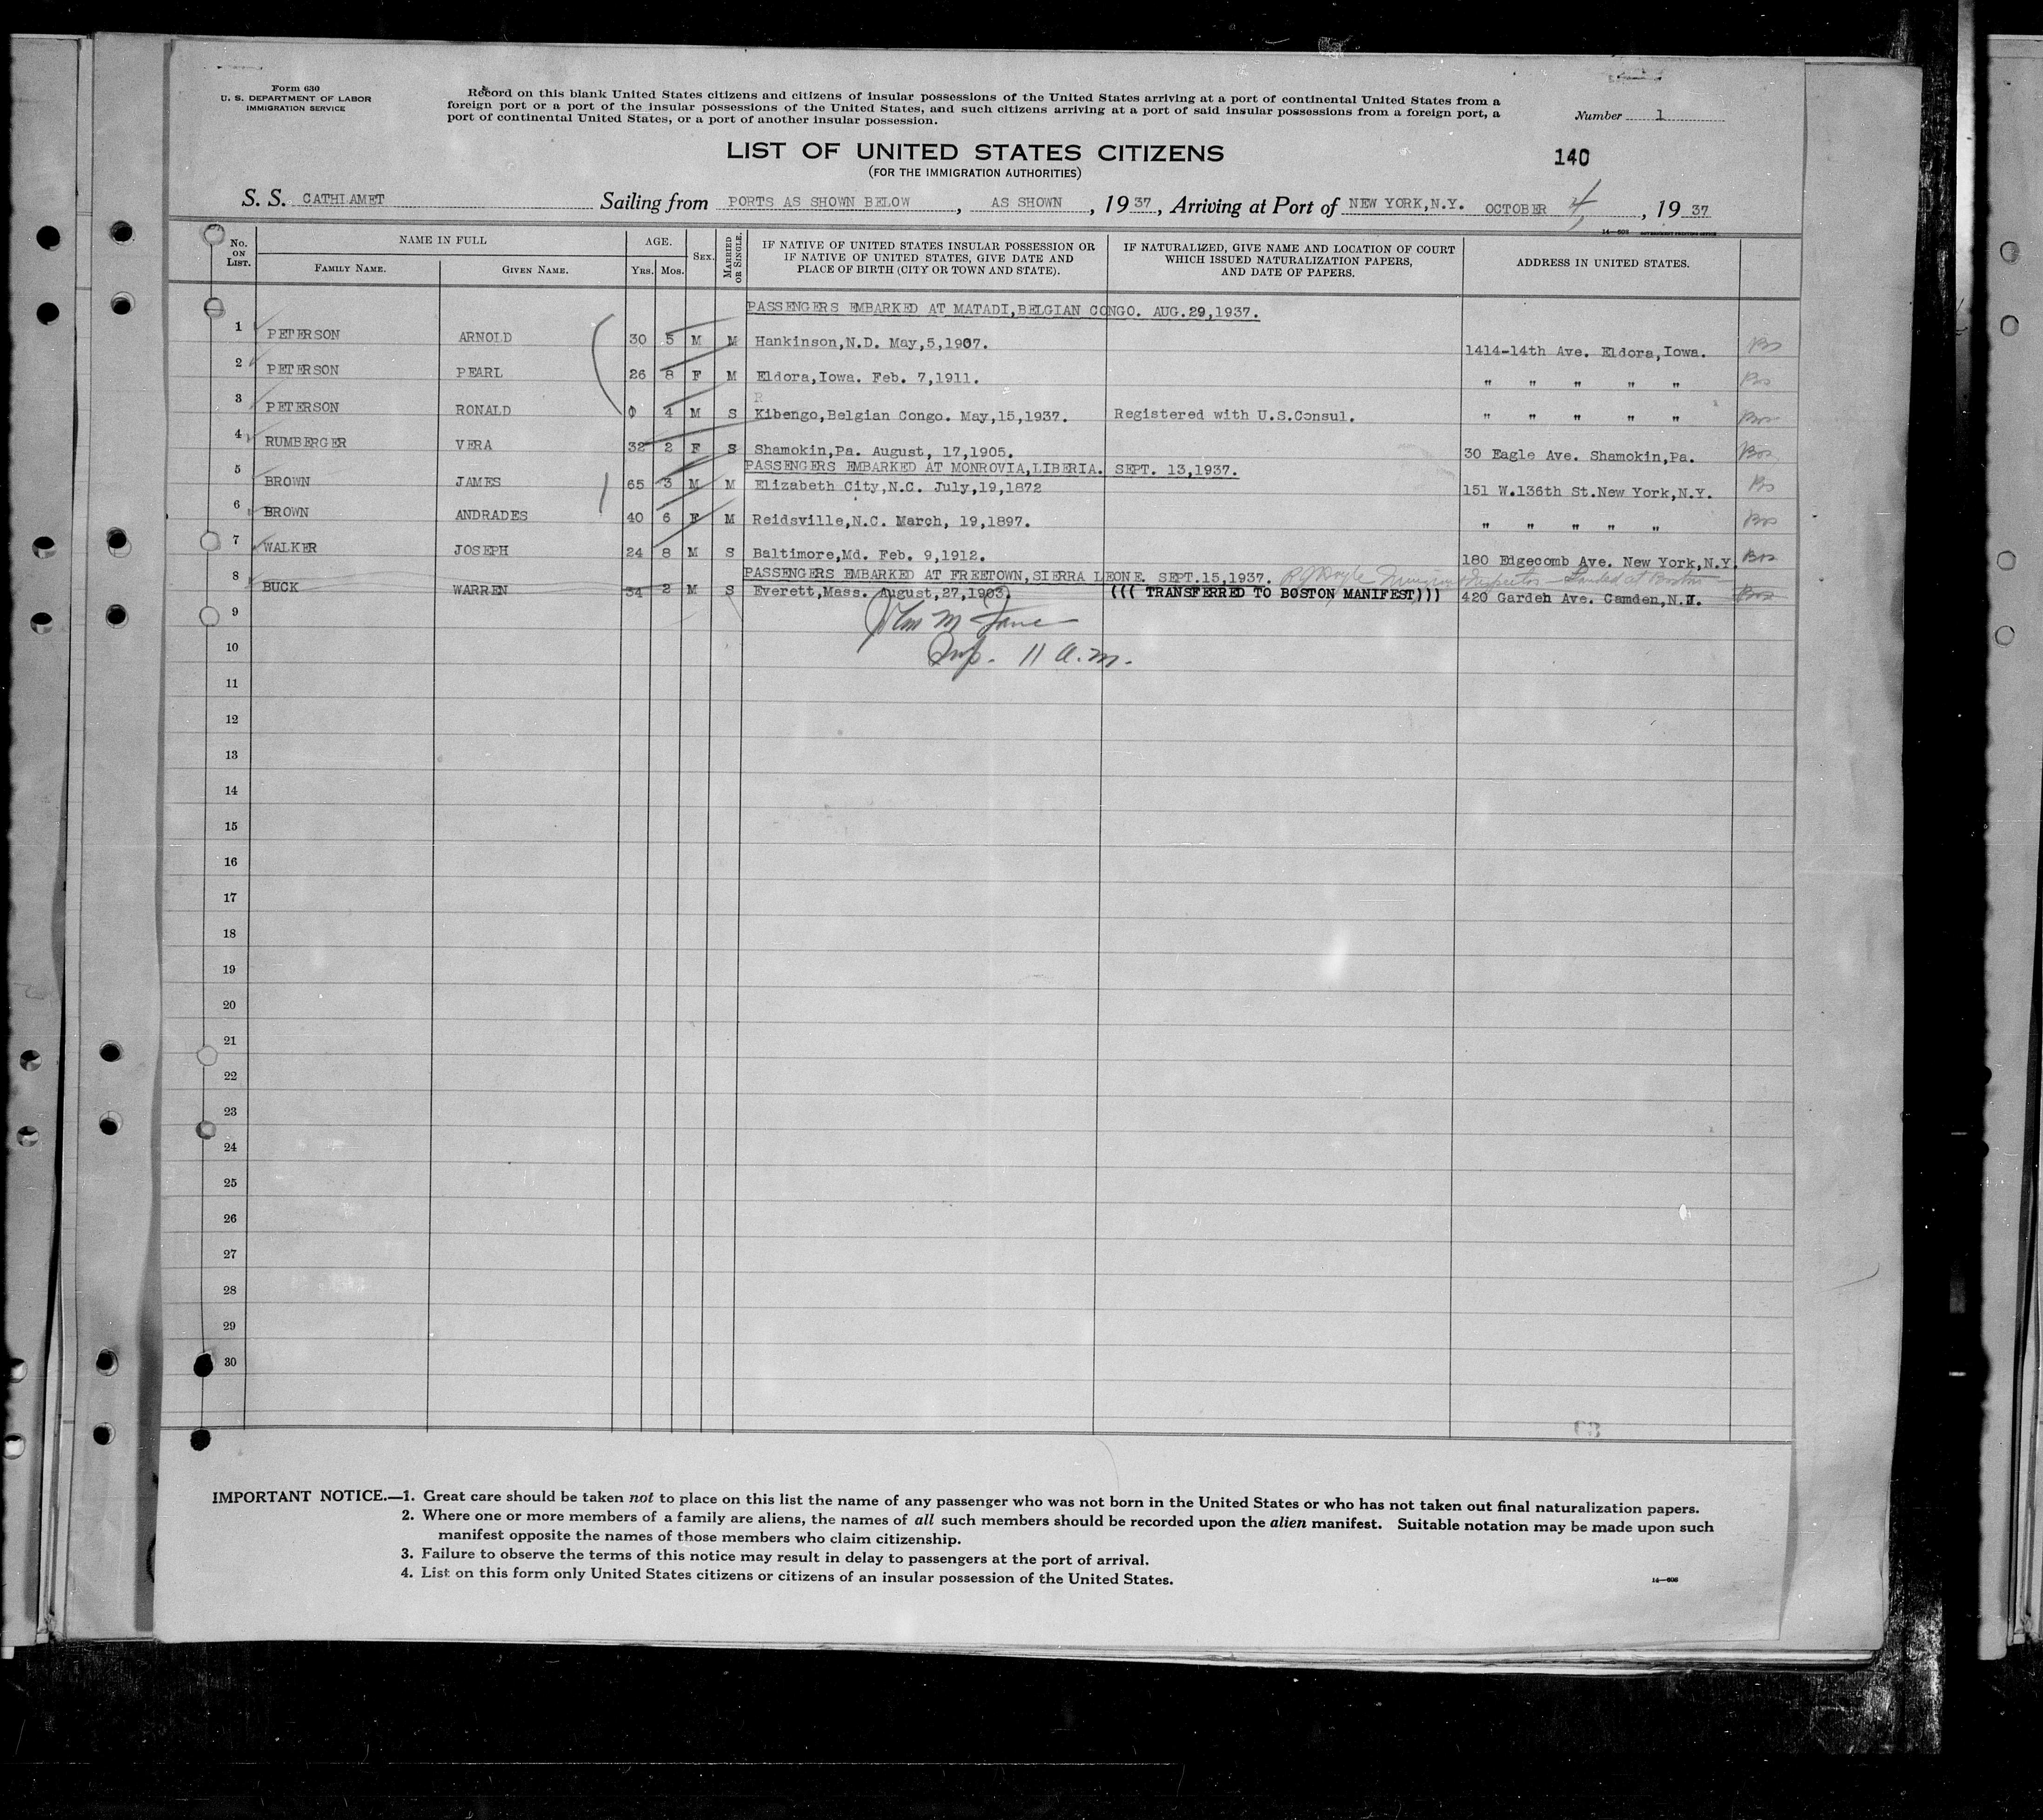 Form 630
U. S. DEPARTMENT OF LABOR
IMMIGRATION SERVICE
Record on this blank United States citizens and citizens of insular possessions of the United States arriving at a port of continental United States from a
foreign port or a port of the insular possessions of the United States, and such citizens arriving at a port of said insular possessions from a foreign port, a
port of continental United States, or a port of another insular possession.
Number 1
LIST OF UNITED STATES CITIZENS
(FOR THE IMMIGRATION AUTHORITIES)
140
S. S. CATHLAMET Sailing from PORTS AS SHOWN BELOW, AS SHOWN, 1937, Arriving at Port of NEW YORK,N.Y. OCTOBER 4, 1937
14—608 GOVERNMENT PRINTING OFFICE
No. ON LIST. NAME IN FULL FAMILY NAME. GIVEN NAME. AGE. YRS. MOS. SEX. MARRIED OR SINGLE. IF NATIVE OF UNITED STATES INSULAR POSSESSION OR IF NATIVE OF UNITED STATES, GIVE DATE AND PLACE OF BIRTH (CITY OR TOWN AND STATE). IF NATURALIZED, GIVE NAME AND LOCATION OF COURT WHICH ISSUED NATURALIZATION PAPERS, AND DATE OF PAPERS. ADDRESS IN UNITED STATES.
PASSENGERS EMBARKED AT MATADI,BELGIAN CONGO. AUG.29,1937.
1 PETERSON ARNOLD 30 5 M M Hankinson,N.D. May,5,1907. 1414-14th Ave. Eldora,Iowa.
2 PETERSON PEARL 26 8 F M Eldora,Iowa. Feb. 7,1911. " " " " "
3 PETERSON RONALD 0 4 M S Kibengo,Belgian Congo. May,15,1937. Registered with U.S.Consul. " " " " "
4 RUMBERGER VERA 32 2 F S Shamokin,Pa. August, 17,1905. 30 Eagle Ave. Shamokin,Pa. Bos
PASSENGERS EMBARKED AT MONROVIA,LIBERIA. SEPT. 13,1937.
5 BROWN JAMES 65 3 M M Elizabeth City,N.C. July,19,1872 151 W.136th St.New York,N.Y.
6 BROWN ANDRADES 40 6 F M Reidsville,N.C. March, 19,1897. " " " " " Bos
7 WALKER JOSEPH 24 8 M S Baltimore,Md. Feb. 9,1912. 180 Edgecomb Ave. New York,N.Y. Bos
PASSENGERS EMBARKED AT FREETOWN,SIERRA LEONE. SEPT.15,1937. Immigrant Inspector - Landed at Boston
8 BUCK WARREN 34 2 M S Everett,Mass. August,27,1903. ((( TRANSFERRED TO BOSTON MANIFEST))) 420 Garden Ave. Camden,N.J. Bos
9
Insp. 11 a.m.
10
11
12
13
14
15
16
17
18
19
20
21
22
23
24
25
26
27
28
29
30
IMPORTANT NOTICE.—1. Great care should be taken not to place on this list the name of any passenger who was not born in the United States or who has not taken out final naturalization papers.
2. Where one or more members of a family are aliens, the names of all such members should be recorded upon the alien manifest. Suitable notation may be made upon such
manifest opposite the names of those members who claim citizenship.
3. Failure to observe the terms of this notice may result in delay to passengers at the port of arrival.
4. List on this form only United States citizens or citizens of an insular possession of the United States.
14—608